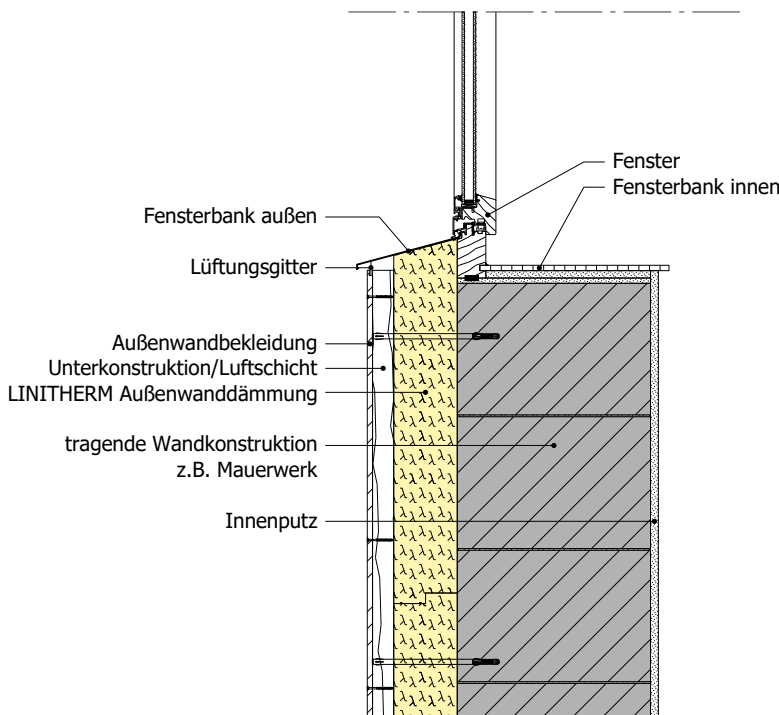 Fenster
Fensterbank innen
Fensterbank außen
Lüftungsgitter
Außenwandbekleidung
Unterkonstruktion/Luftschicht
LINITHERM Außenwanddämmung
tragende Wandkonstruktion
z.B. Mauerwerk
Innenputz